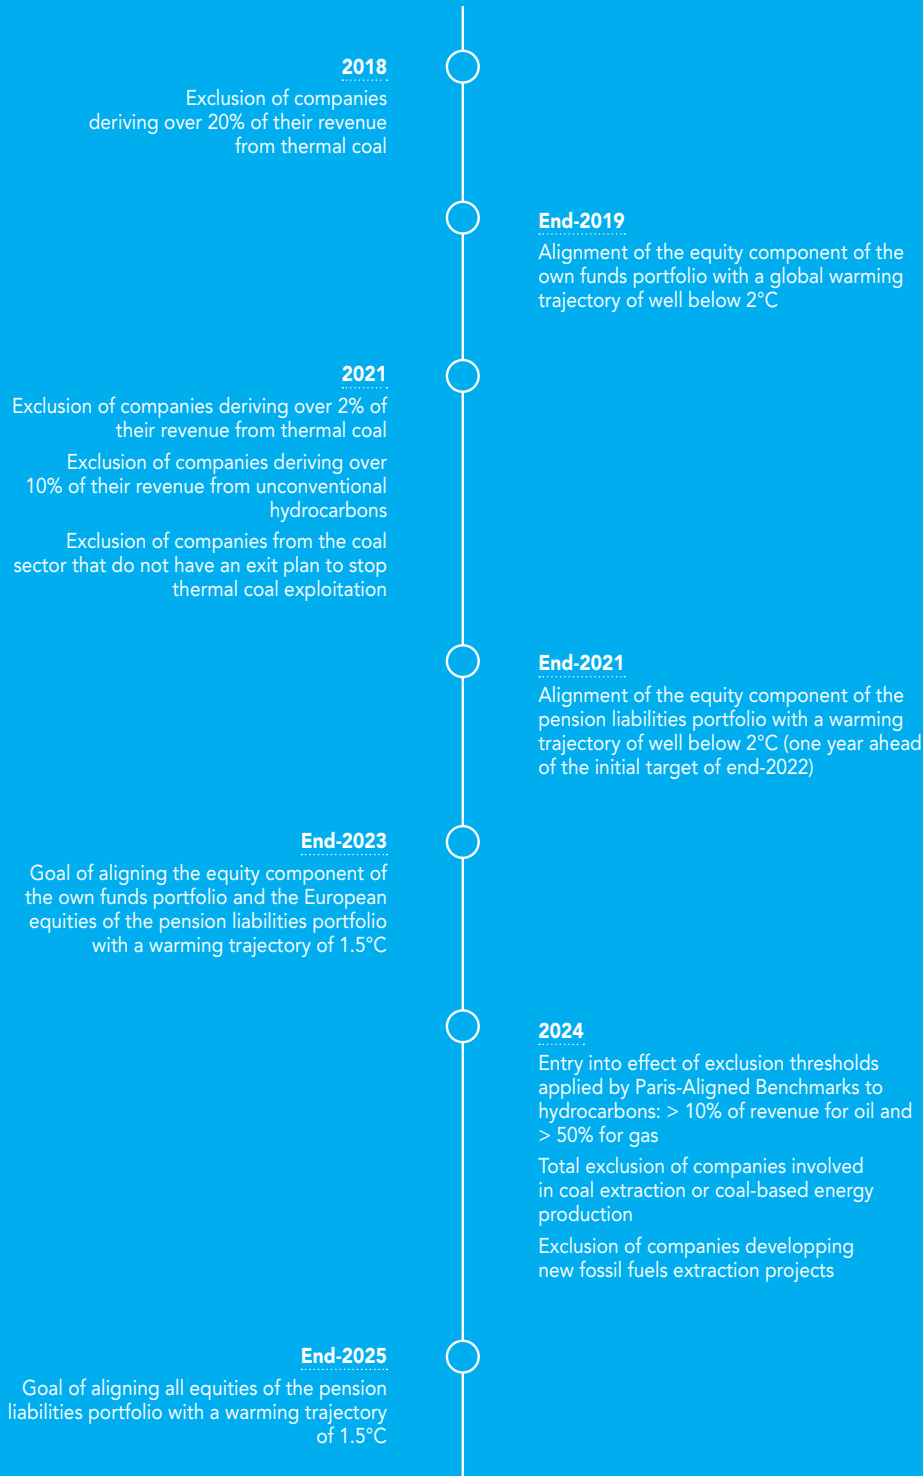 2018
Exclusion of companies
deriving over 20% of their revenue
from thermal coal
End-2019
Alignment of the equity component of the
own funds portfolio with a global warming
trajectory of well below 2°C
2021
Exclusion of companies deriving over 2% of
their revenue from thermal coal
Exclusion of companies deriving over
10% of their revenue from unconventional
hydrocarbons
Exclusion of companies from the coal
sector that do not have an exit plan to stop
thermal coal exploitation
End-2021
Alignment of the equity component of the
pension liabilities portfolio with a warming
trajectory of well below 2°C (one year ahead
of the initial target of end-2022)
End-2023
Goal of aligning the equity component of
the own funds portfolio and the European
equities of the pension liabilities portfolio
with a warming trajectory of 1.5°C
2024
Entry into effect of exclusion thresholds
applied by Paris-Aligned Benchmarks to
hydrocarbons: > 10% of revenue for oil and
> 50% for gas
Total exclusion of companies involved
in coal extraction or coal-based energy
production
Exclusion of companies developping
new fossil fuels extraction projects
End-2025
Goal of aligning all equities of the pension
liabilities portfolio with a warming trajectory
of 1.5°C